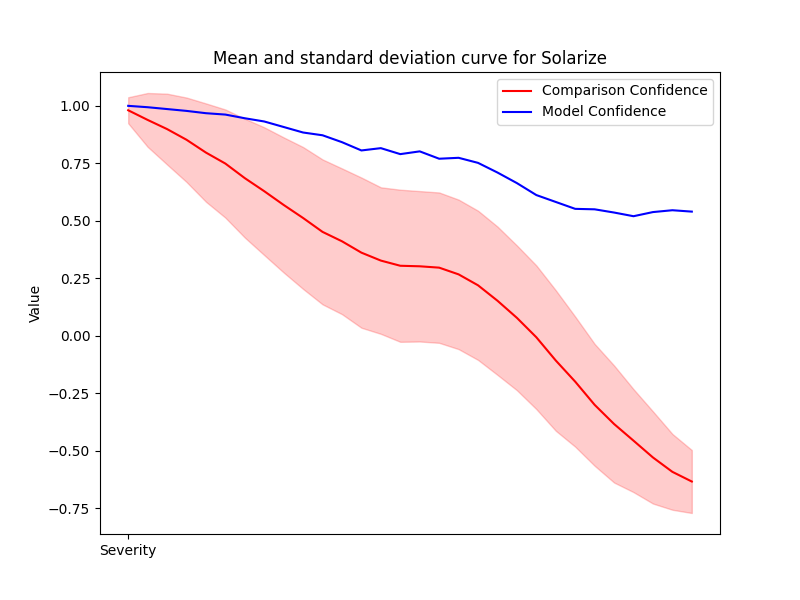 Mean and standard deviation curve for Solarize
Comparison Confidence
Model Confidence
1.00
0.75
0.50
0.25
0.00
−0.25
−0.50
−0.75
Value
Severity